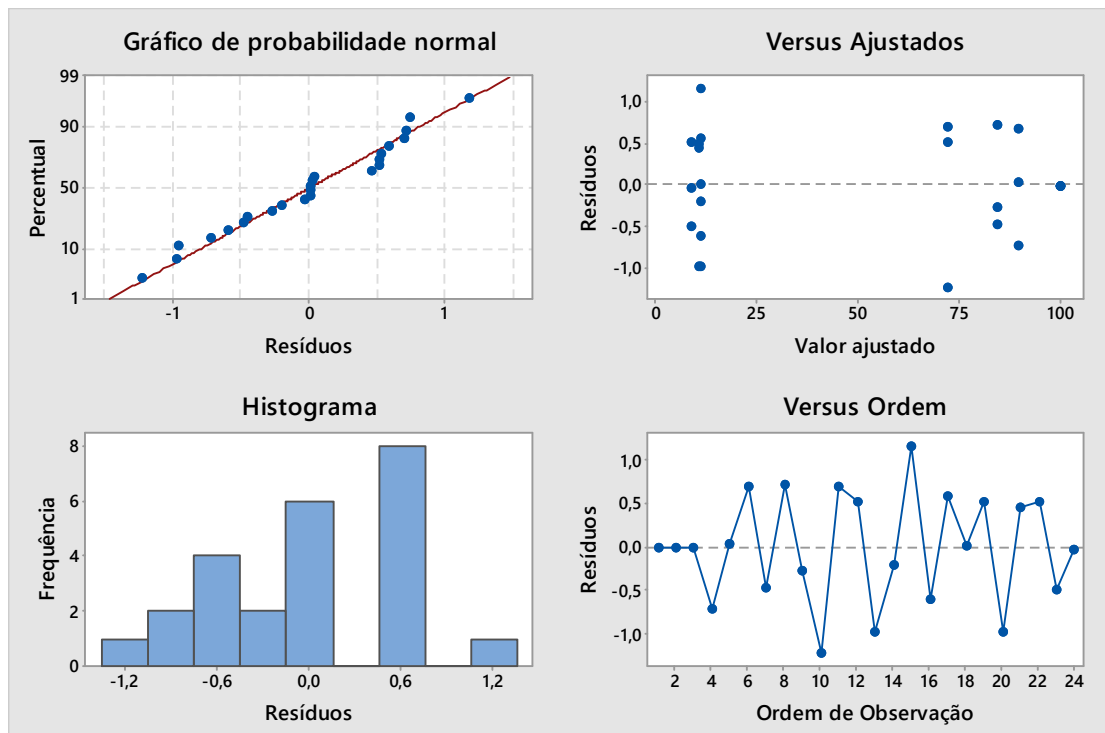 Gráfico de probabilidade normal
99
90
50
10
1
Percentual
-1 0 1
Resíduos
Versus Ajustados
1,0
0,5
0,0
-0,5
-1,0
Resíduos
0 25 50 75 100
Valor ajustado
Histograma
8
6
4
2
0
Frequência
-1,2 -0,6 0,0 0,6 1,2
Resíduos
Versus Ordem
1,0
0,5
0,0
-0,5
-1,0
Resíduos
2 4 6 8 10 12 14 16 18 20 22 24
Ordem de Observação